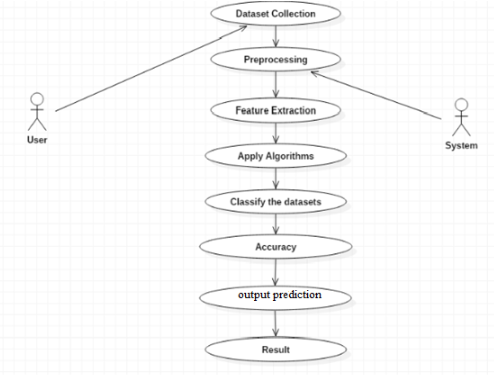 Dataset Collection
Preprocessing
Feature Extraction
User
System
Apply Algorithms
Classify the datasets
Accuracy
output prediction
Result